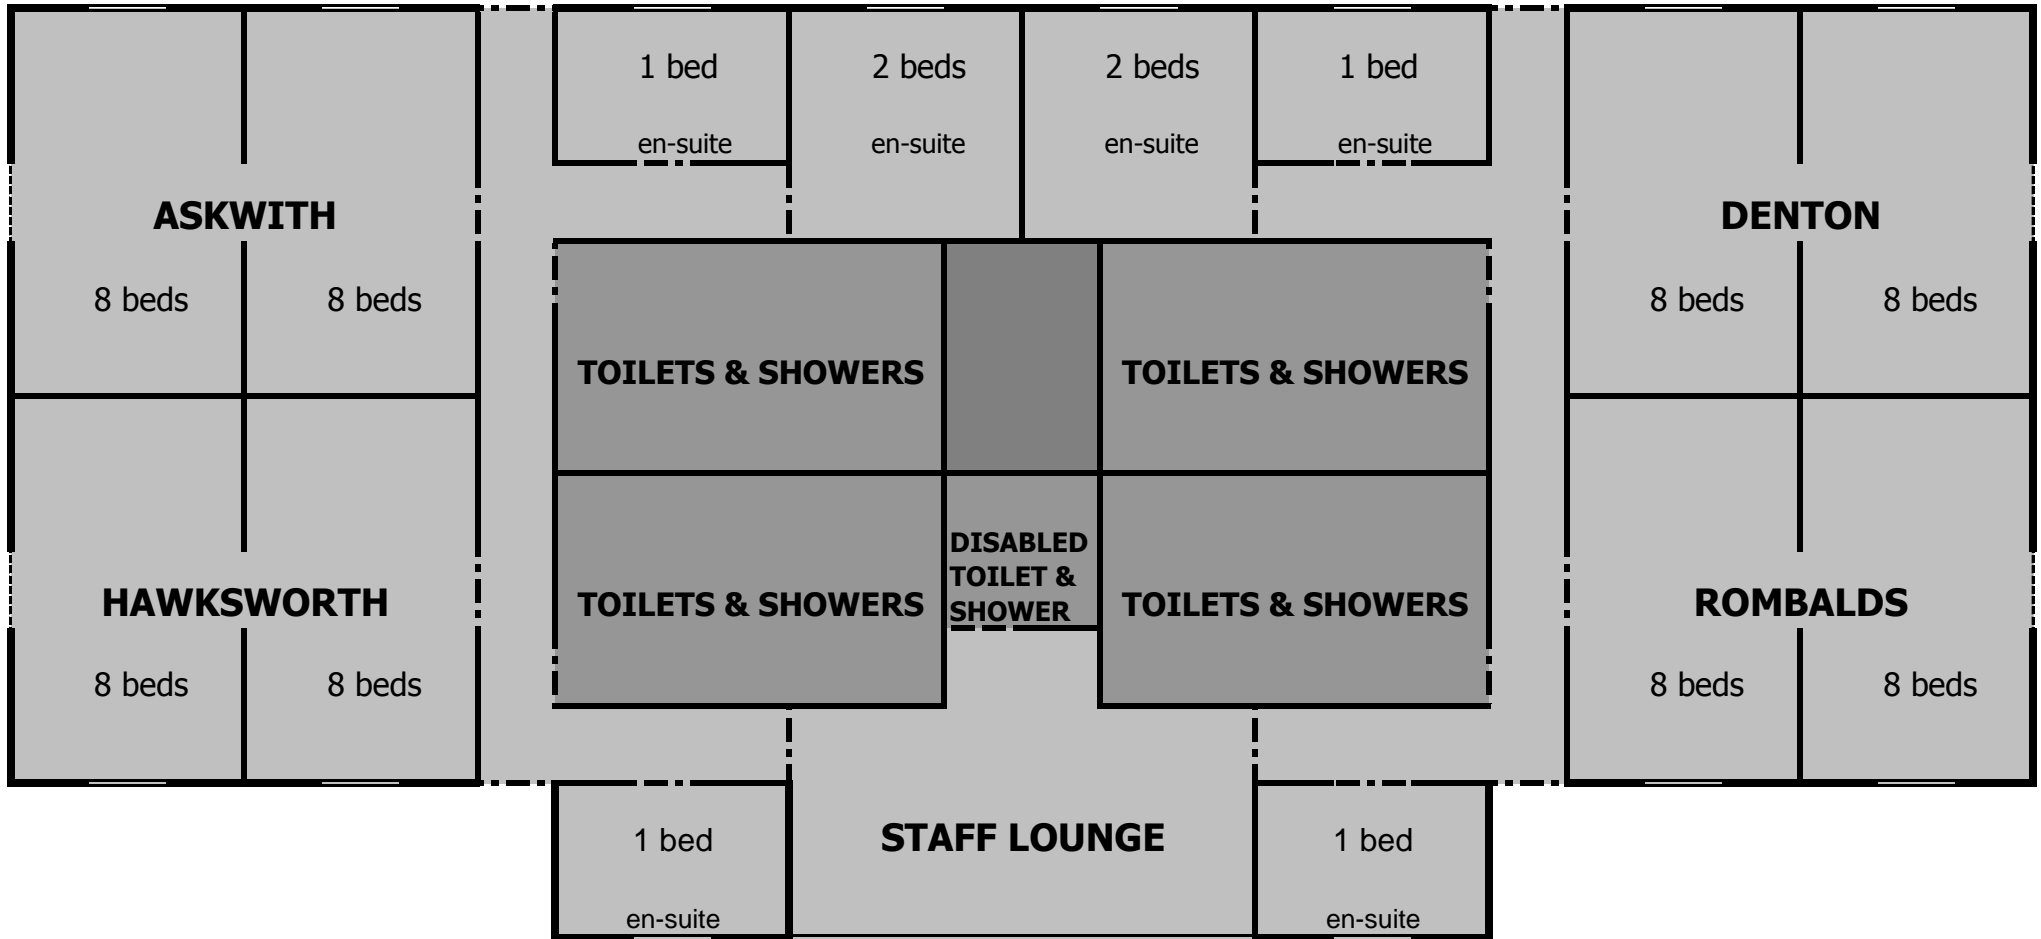 1 bed
2 beds
2 beds
1 bed
en-suite
en-suite
en-suite
en-suite
ASKWITH
DENTON
8 beds
8 beds
8 beds
8 beds
TOILETS & SHOWERS
TOILETS & SHOWERS
DISABLED
TOILET &
SHOWER
HAWKSWORTH
TOILETS & SHOWERS
TOILETS & SHOWERS
ROMBALDS
8 beds
8 beds
8 beds
8 beds
1 bed
STAFF LOUNGE
1 bed
en-suite
en-suite